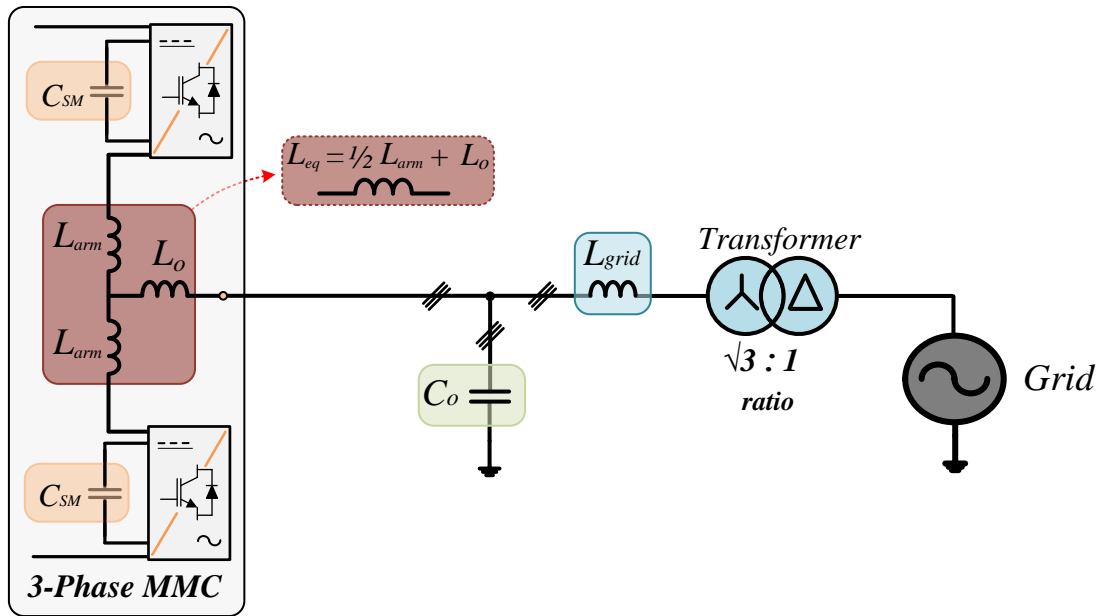 C_SM
L_eq = ½ L_arm + L_o
L_arm
L_o
L_arm
L_grid
Transformer
√3 : 1
ratio
C_o
Grid
C_SM
3-Phase MMC